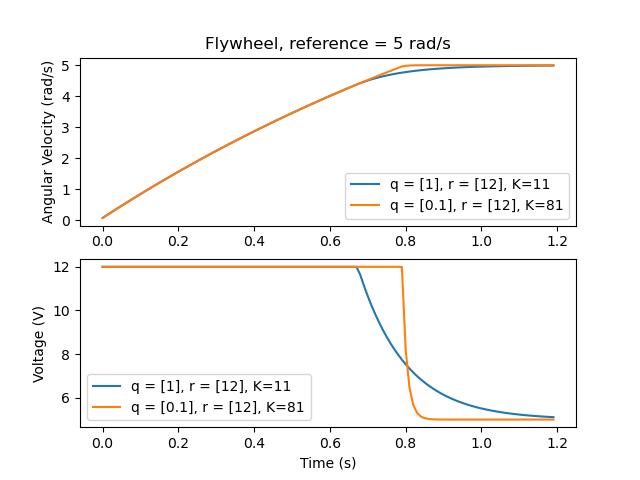 Flywheel, reference = 5 rad/s
Angular Velocity (rad/s)
5
4
3
2
1
0
q = [1], r = [12], K=11
q = [0.1], r = [12], K=81
0.0 0.2 0.4 0.6 0.8 1.0 1.2
Voltage (V)
12
10
8
6
q = [1], r = [12], K=11
q = [0.1], r = [12], K=81
0.0 0.2 0.4 0.6 0.8 1.0 1.2
Time (s)